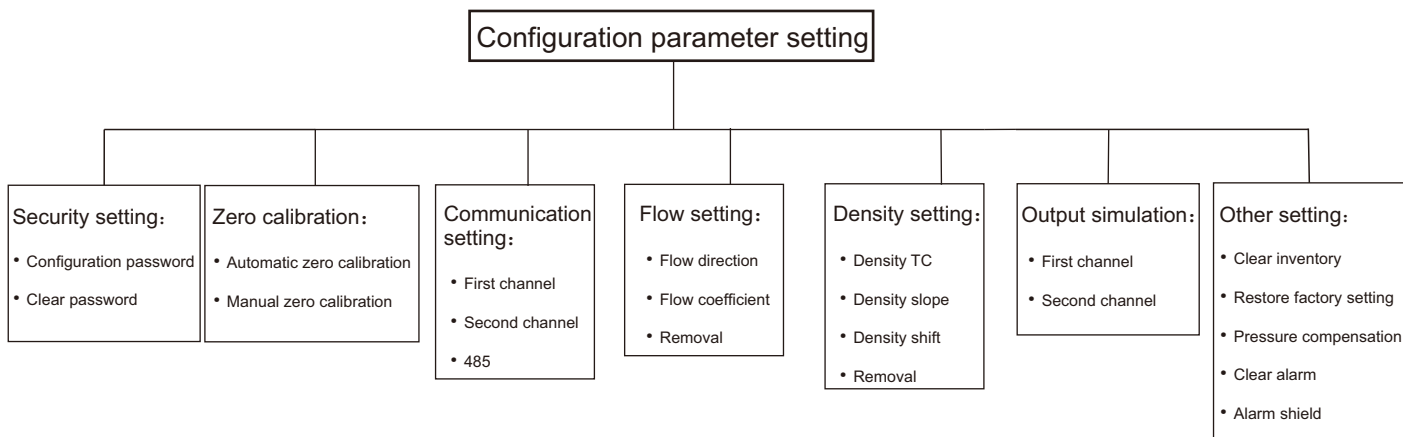 Configuration parameter setting
Security setting：
• Configuration password
• Clear password
Zero calibration：
• Automatic zero calibration
• Manual zero calibration
Communication
setting：
• First channel
• Second channel
• 485
Flow setting：
• Flow direction
• Flow coefficient
• Removal
Density setting：
• Density TC
• Density slope
• Density shift
• Removal
Output simulation：
• First channel
• Second channel
Other setting：
• Clear inventory
• Restore factory setting
• Pressure compensation
• Clear alarm
• Alarm shield